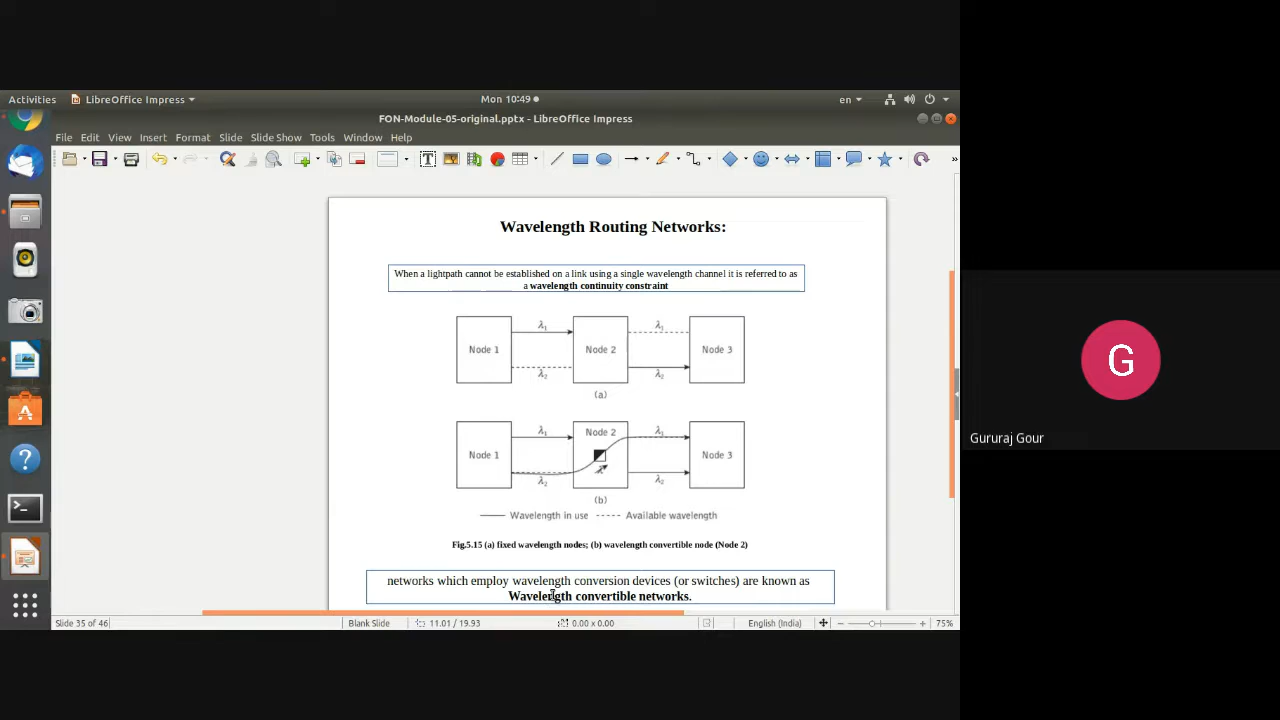 Activities
LibreOffice Impress
Mon 10:49
en
FON-Module-05-original.pptx - LibreOffice Impress
File Edit View Insert Format Slide Slide Show Tools Window Help
Wavelength Routing Networks:
When a lightpath cannot be established on a link using a single wavelength channel it is referred to as
a wavelength continuity constraint
λ1 λ1
Node 1 Node 2 Node 3
λ2 λ2
(a)
λ1 Node 2 λ1
Node 1 Node 3
λ2 λ2
(b)
Wavelength in use Available wavelength
Fig.5.15 (a) fixed wavelength nodes; (b) wavelength convertible node (Node 2)
networks which employ wavelength conversion devices (or switches) are known as
Wavelength convertible networks.
Slide 35 of 46 Blank Slide 11.01 / 19.93 0.00 x 0.00 English (India) 75%
G
Gururaj Gour